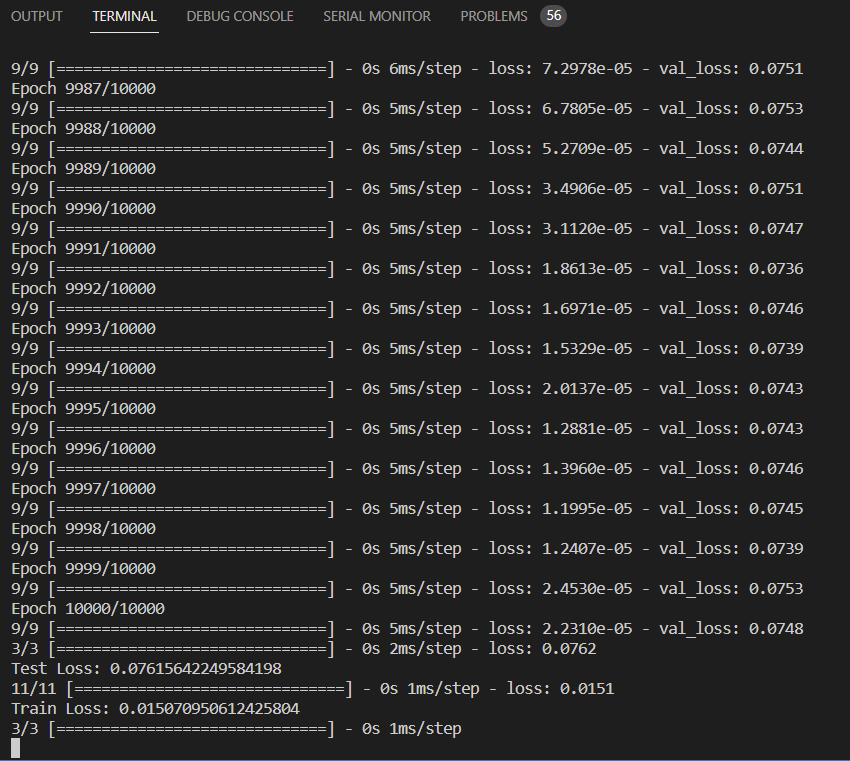 OUTPUT TERMINAL DEBUG CONSOLE SERIAL MONITOR PROBLEMS 56
9/9 [==============================] - 0s 6ms/step - loss: 7.2978e-05 - val_loss: 0.0751
Epoch 9987/10000
9/9 [==============================] - 0s 5ms/step - loss: 6.7805e-05 - val_loss: 0.0753
Epoch 9988/10000
9/9 [==============================] - 0s 5ms/step - loss: 5.2709e-05 - val_loss: 0.0744
Epoch 9989/10000
9/9 [==============================] - 0s 5ms/step - loss: 3.4906e-05 - val_loss: 0.0751
Epoch 9990/10000
9/9 [==============================] - 0s 5ms/step - loss: 3.1120e-05 - val_loss: 0.0747
Epoch 9991/10000
9/9 [==============================] - 0s 5ms/step - loss: 1.8613e-05 - val_loss: 0.0736
Epoch 9992/10000
9/9 [==============================] - 0s 5ms/step - loss: 1.6971e-05 - val_loss: 0.0746
Epoch 9993/10000
9/9 [==============================] - 0s 5ms/step - loss: 1.5329e-05 - val_loss: 0.0739
Epoch 9994/10000
9/9 [==============================] - 0s 5ms/step - loss: 2.0137e-05 - val_loss: 0.0743
Epoch 9995/10000
9/9 [==============================] - 0s 5ms/step - loss: 1.2881e-05 - val_loss: 0.0743
Epoch 9996/10000
9/9 [==============================] - 0s 5ms/step - loss: 1.3960e-05 - val_loss: 0.0746
Epoch 9997/10000
9/9 [==============================] - 0s 5ms/step - loss: 1.1995e-05 - val_loss: 0.0745
Epoch 9998/10000
9/9 [==============================] - 0s 5ms/step - loss: 1.2407e-05 - val_loss: 0.0739
Epoch 9999/10000
9/9 [==============================] - 0s 5ms/step - loss: 2.4530e-05 - val_loss: 0.0753
Epoch 10000/10000
9/9 [==============================] - 0s 5ms/step - loss: 2.2310e-05 - val_loss: 0.0748
3/3 [==============================] - 0s 2ms/step - loss: 0.0762
Test Loss: 0.07615642249584198
11/11 [==============================] - 0s 1ms/step - loss: 0.0151
Train Loss: 0.015070950612425804
3/3 [==============================] - 0s 1ms/step